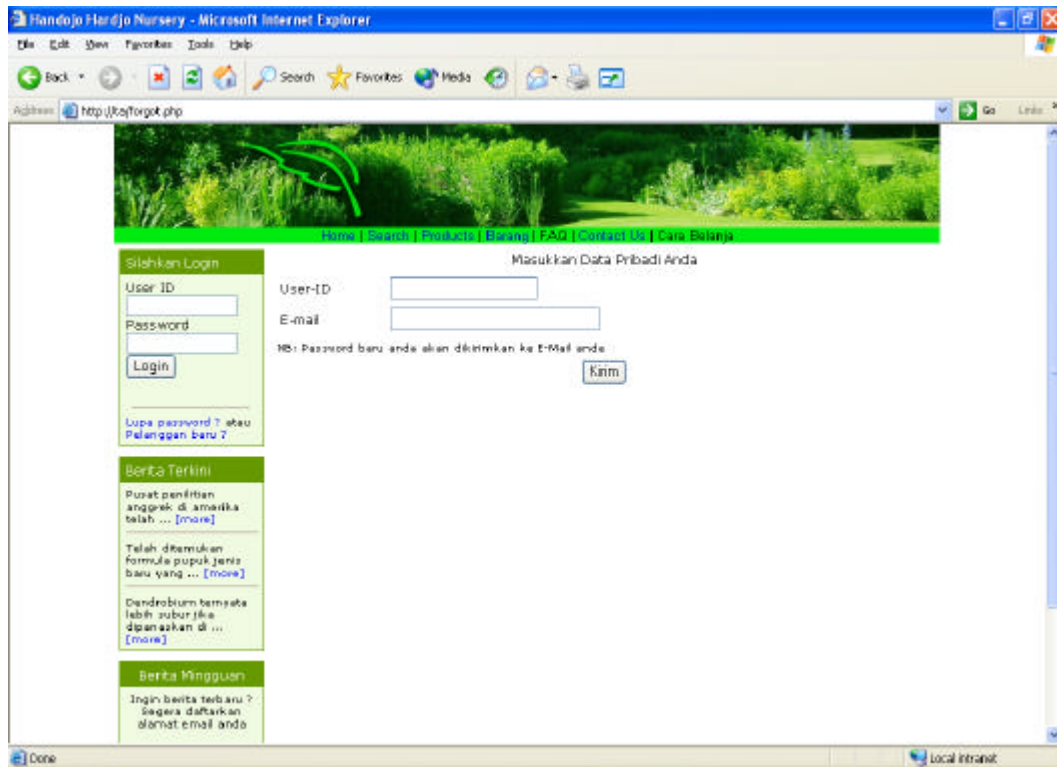 Handojo Hardjo Nursery - Microsoft Internet Explorer
File Edit View Favorites Tools Help
Back Search Favorites Media
Address http://ta/forgot.php Go Links
Home | Search | Products | Barang | FAQ | Contact Us | Cara Belanja
Silahkan Login
User ID
Password
Login
Lupa password ? atau
Pelanggan baru ?
Masukkan Data Pribadi Anda
User-ID
E-mail
NB: Password baru anda akan dikirimkan ke E-Mail anda
Kirim
Berita Terkini
Pusat penilitian
anggrek di amerika
telah ... [more]
Telah ditemukan
formula pupuk jenis
baru yang ... [more]
Dendrobium ternyata
lebih subur jika
dipanaskan di ...
[more]
Berita Mingguan
Ingin berita terbaru ?
Segera daftarkan
alamat email anda
Done Local intranet